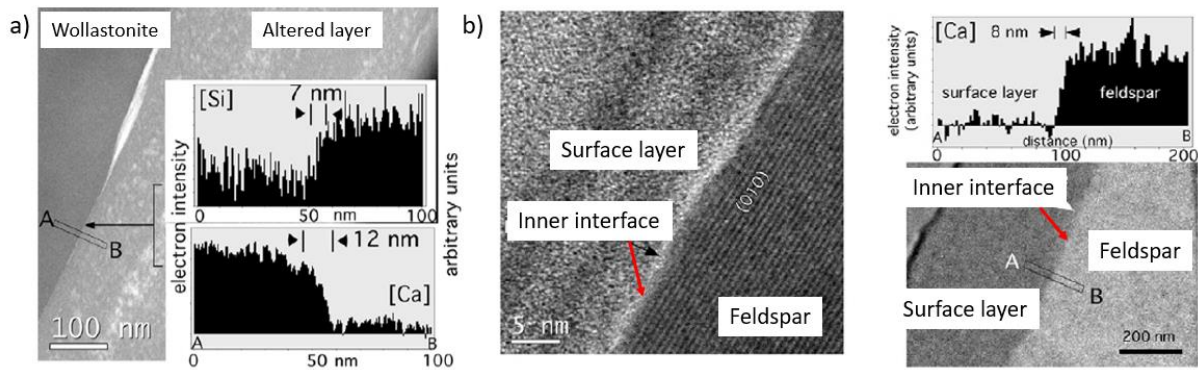 a)
Wollastonite
Altered layer
[Si]
7 nm
0
50
nm
100
A
B
electron intensity
arbitrary units
12 nm
[Ca]
A
50 nm
B
100 nm
b)
Surface layer
(010)
Inner interface
Feldspar
5 nm
[Ca]
8 nm
electron intensity
(arbitrary units)
surface layer
feldspar
A
distance (nm)
B
0
100
200
Inner interface
Feldspar
A
B
Surface layer
200 nm